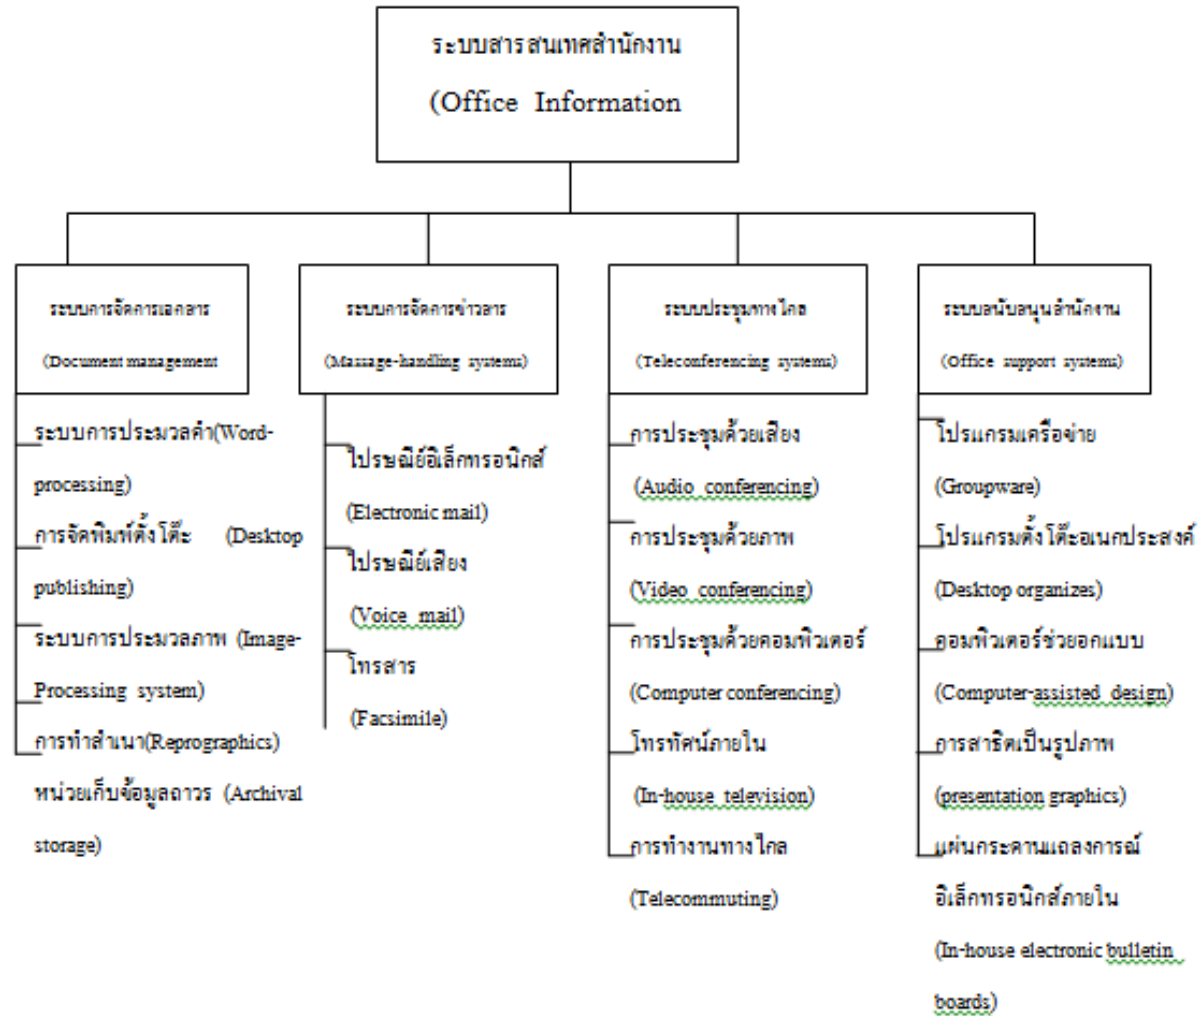 ระบบสารสนเทศสำนักงาน
(Office Information
ระบบการจัดการเอกสาร
(Document management
ระบบการประมวลคำ(Word-
processing)
การจัดพิมพ์ตั้งโต๊ะ (Desktop
publishing)
ระบบการประมวลภาพ (Image-
Processing system)
การทำสำเนา(Reprographics)
หน่วยเก็บข้อมูลถาวร (Archival
storage)
ระบบการจัดการข่าวสาร
(Massage-handling systems)
ไปรษณีย์อิเล็กทรอนิกส์
(Electronic mail)
ไปรษณีย์เสียง
(Voice mail)
โทรสาร
(Facsimile)
ระบบประชุมทางไกล
(Teleconferencing systems)
การประชุมด้วยเสียง
(Audio conferencing)
การประชุมด้วยภาพ
(Video conferencing)
การประชุมด้วยคอมพิวเตอร์
(Computer conferencing)
โทรทัศน์ภายใน
(In-house television)
การทำงานทางไกล
(Telecommuting)
ระบบสนับสนุนสำนักงาน
(Office support systems)
โปรแกรมเครือข่าย
(Groupware)
โปรแกรมตั้งโต๊ะอเนกประสงค์
(Desktop organizes)
คอมพิวเตอร์ช่วยอกแบบ
(Computer-assisted design)
การสาธิตเป็นรูปภาพ
(presentation graphics)
แผ่นกระดานแถลงการณ์
อิเล็กทรอนิกส์ภายใน
(In-house electronic bulletin
boards)